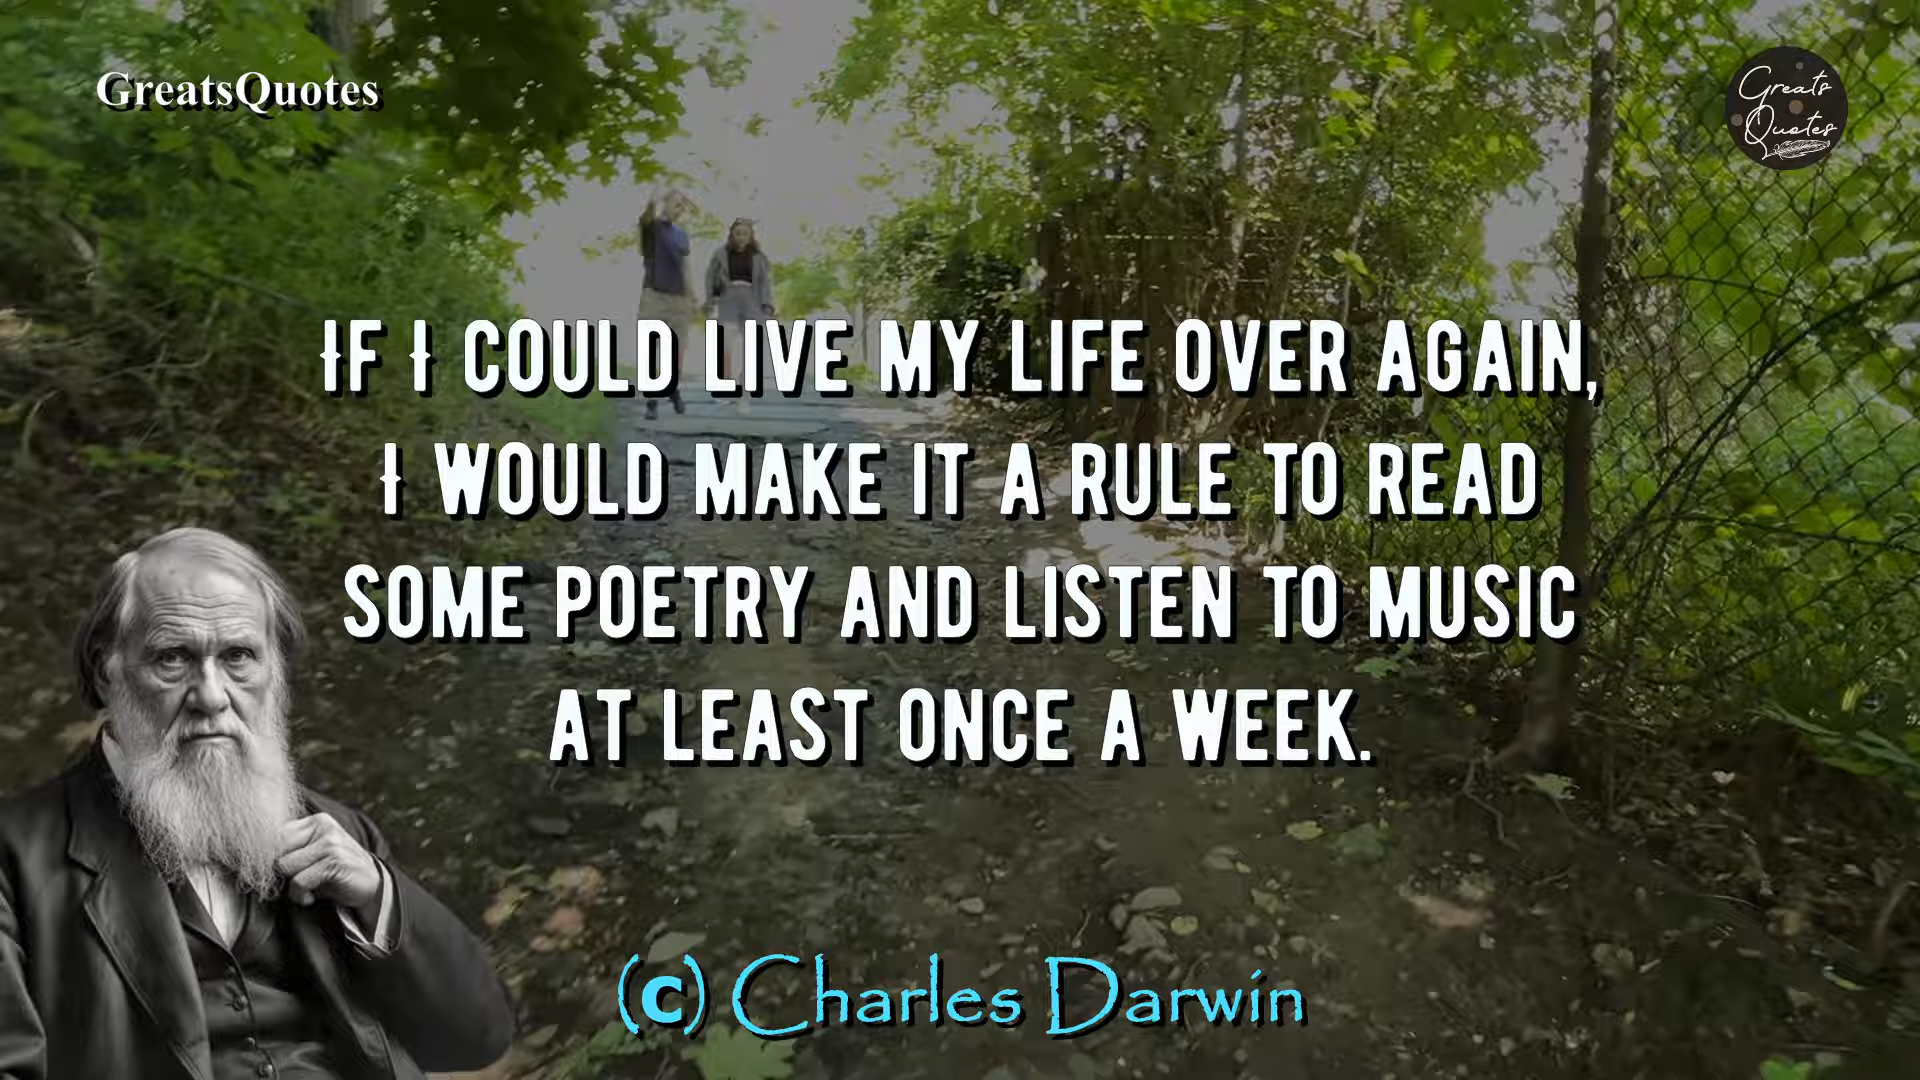 GreatsQuotes
Greats
Quotes
IF I COULD LIVE MY LIFE OVER AGAIN,
I WOULD MAKE IT A RULE TO READ
SOME POETRY AND LISTEN TO MUSIC
AT LEAST ONCE A WEEK.
(c) Charles Darwin